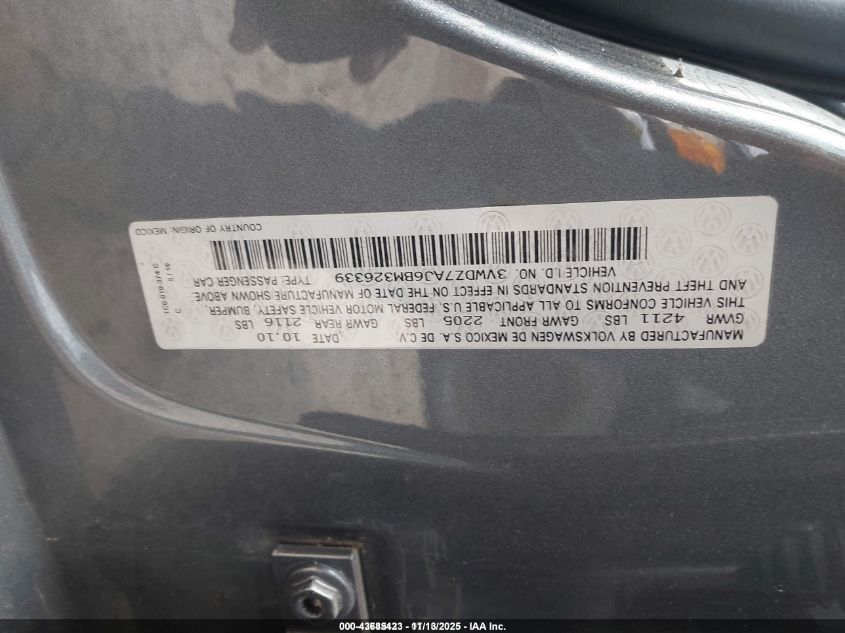 MANUFACTURED BY VOLKSWAGEN DE MEXICO S.A. DE C.V. DATE 10.10
GVWR 4211 LBS GAWR FRONT 2205 LBS GAWR REAR 2116 LBS
THIS VEHICLE CONFORMS TO ALL APPLICABLE U.S. FEDERAL MOTOR VEHICLE SAFETY, BUMPER,
AND THEFT PREVENTION STANDARDS IN EFFECT ON THE DATE OF MANUFACTURE SHOWN ABOVE.
VEHICLE I.D. NO. 3VWDZ7AJ6BM326339 TYPE: PASSENGER CAR
COUNTRY OF ORIGIN: MEXICO
C
11/18/2025 - IAA Inc.